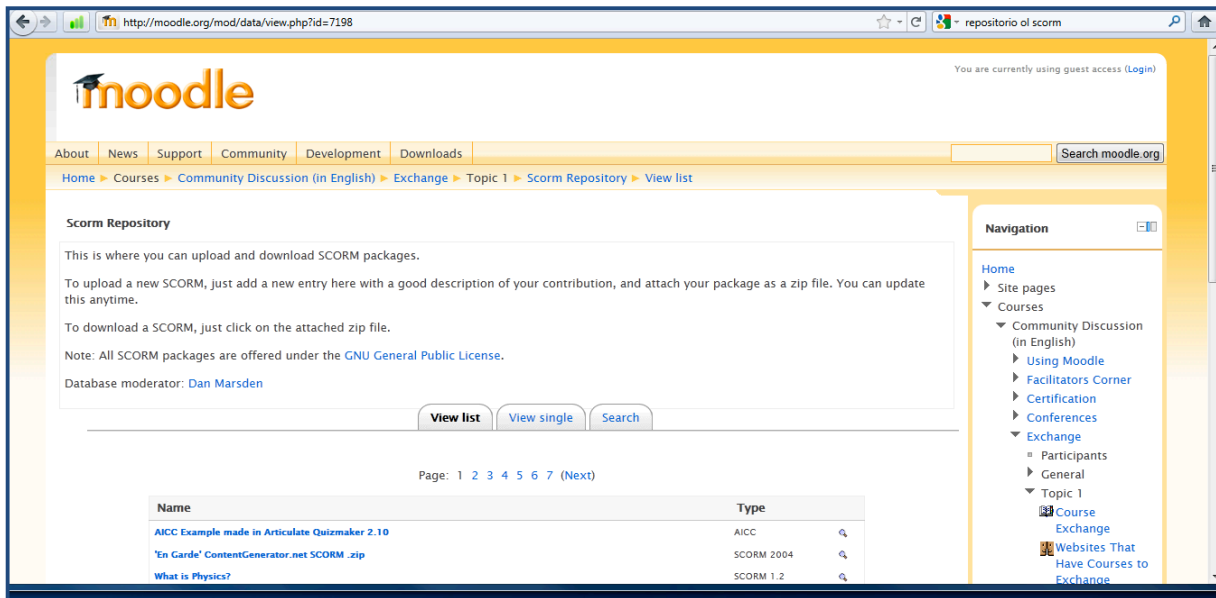 http://moodle.org/mod/data/view.php?id=7198
repositorio ol scorm
moodle
You are currently using guest access (Login)
About News Support Community Development Downloads
Search moodle.org
Home ► Courses ► Community Discussion (in English) ► Exchange ► Topic 1 ► Scorm Repository ► View list
Scorm Repository
This is where you can upload and download SCORM packages.
To upload a new SCORM, just add a new entry here with a good description of your contribution, and attach your package as a zip file. You can update
this anytime.
To download a SCORM, just click on the attached zip file.
Note: All SCORM packages are offered under the GNU General Public License.
Database moderator: Dan Marsden
View list View single Search
Page: 1 2 3 4 5 6 7 (Next)
Name Type
AICC Example made in Articulate Quizmaker 2.10 AICC
'En Garde' ContentGenerator.net SCORM .zip SCORM 2004
What is Physics? SCORM 1.2
Navigation
Home
Site pages
Courses
Community Discussion
(in English)
Using Moodle
Facilitators Corner
Certification
Conferences
Exchange
Participants
General
Topic 1
Course
Exchange
Websites That
Have Courses to
Exchange